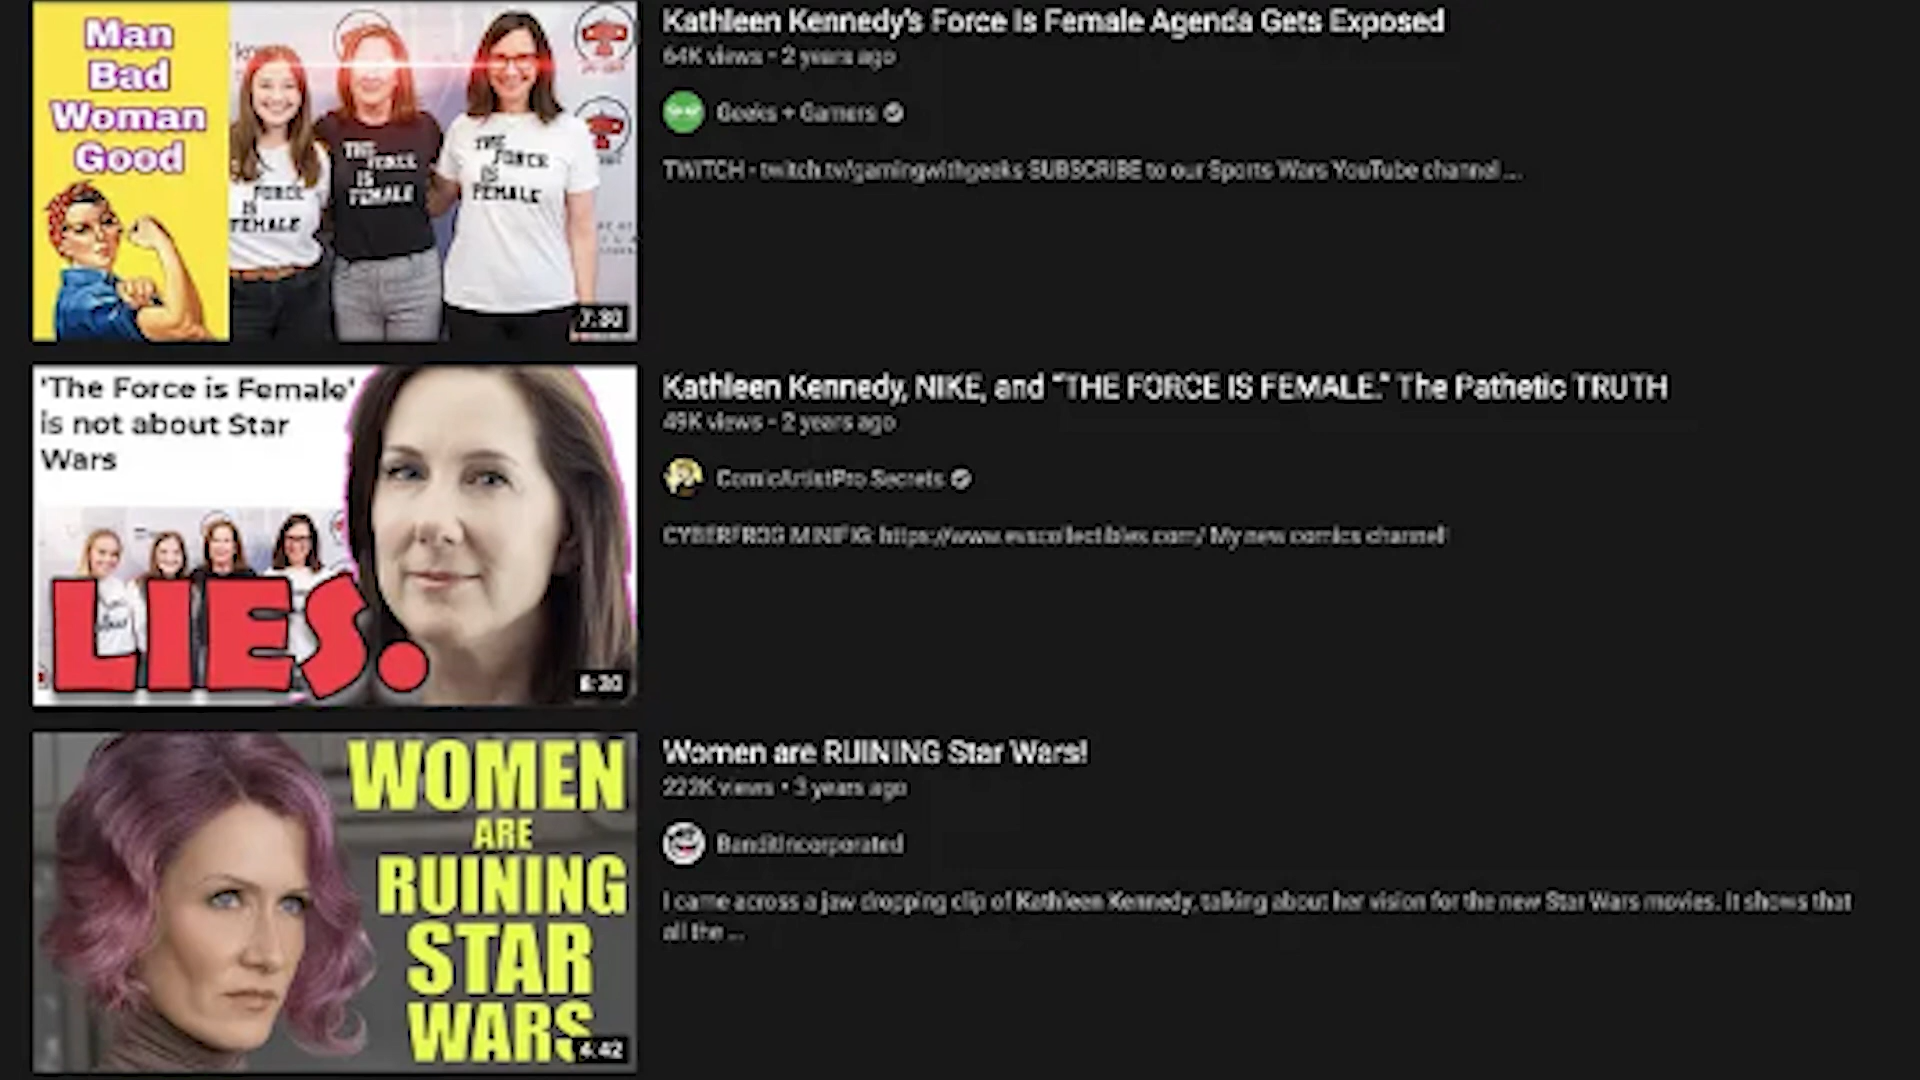 Man
Bad
Woman
Good
THE
FORCE
IS
FEMALE
THE
FORCE
IS
FEMALE
FORCE
IS
FEMALE
7:30
Kathleen Kennedy's Force Is Female Agenda Gets Exposed
64K views • 2 years ago
Geeks + Gamers
TWITCH - twitch.tv/gamingwithgeeks SUBSCRIBE to our Sports Wars YouTube channel ...
'The Force is Female'
is not about Star
Wars
LIES.
8:20
Kathleen Kennedy, NIKE, and "THE FORCE IS FEMALE." The Pathetic TRUTH
49K views • 2 years ago
ComicArtistPro Secrets
CYBERFROG MINIFIG: https://www.evscollectibles.com/ My new comics channel!
WOMEN
ARE
RUINING
STAR
WARS
4:42
Women are RUINING Star Wars!
222K views • 3 years ago
BanditIncorporated
I came across a jaw dropping clip of Kathleen Kennedy, talking about her vision for the new Star Wars movies. It shows that
all the ...